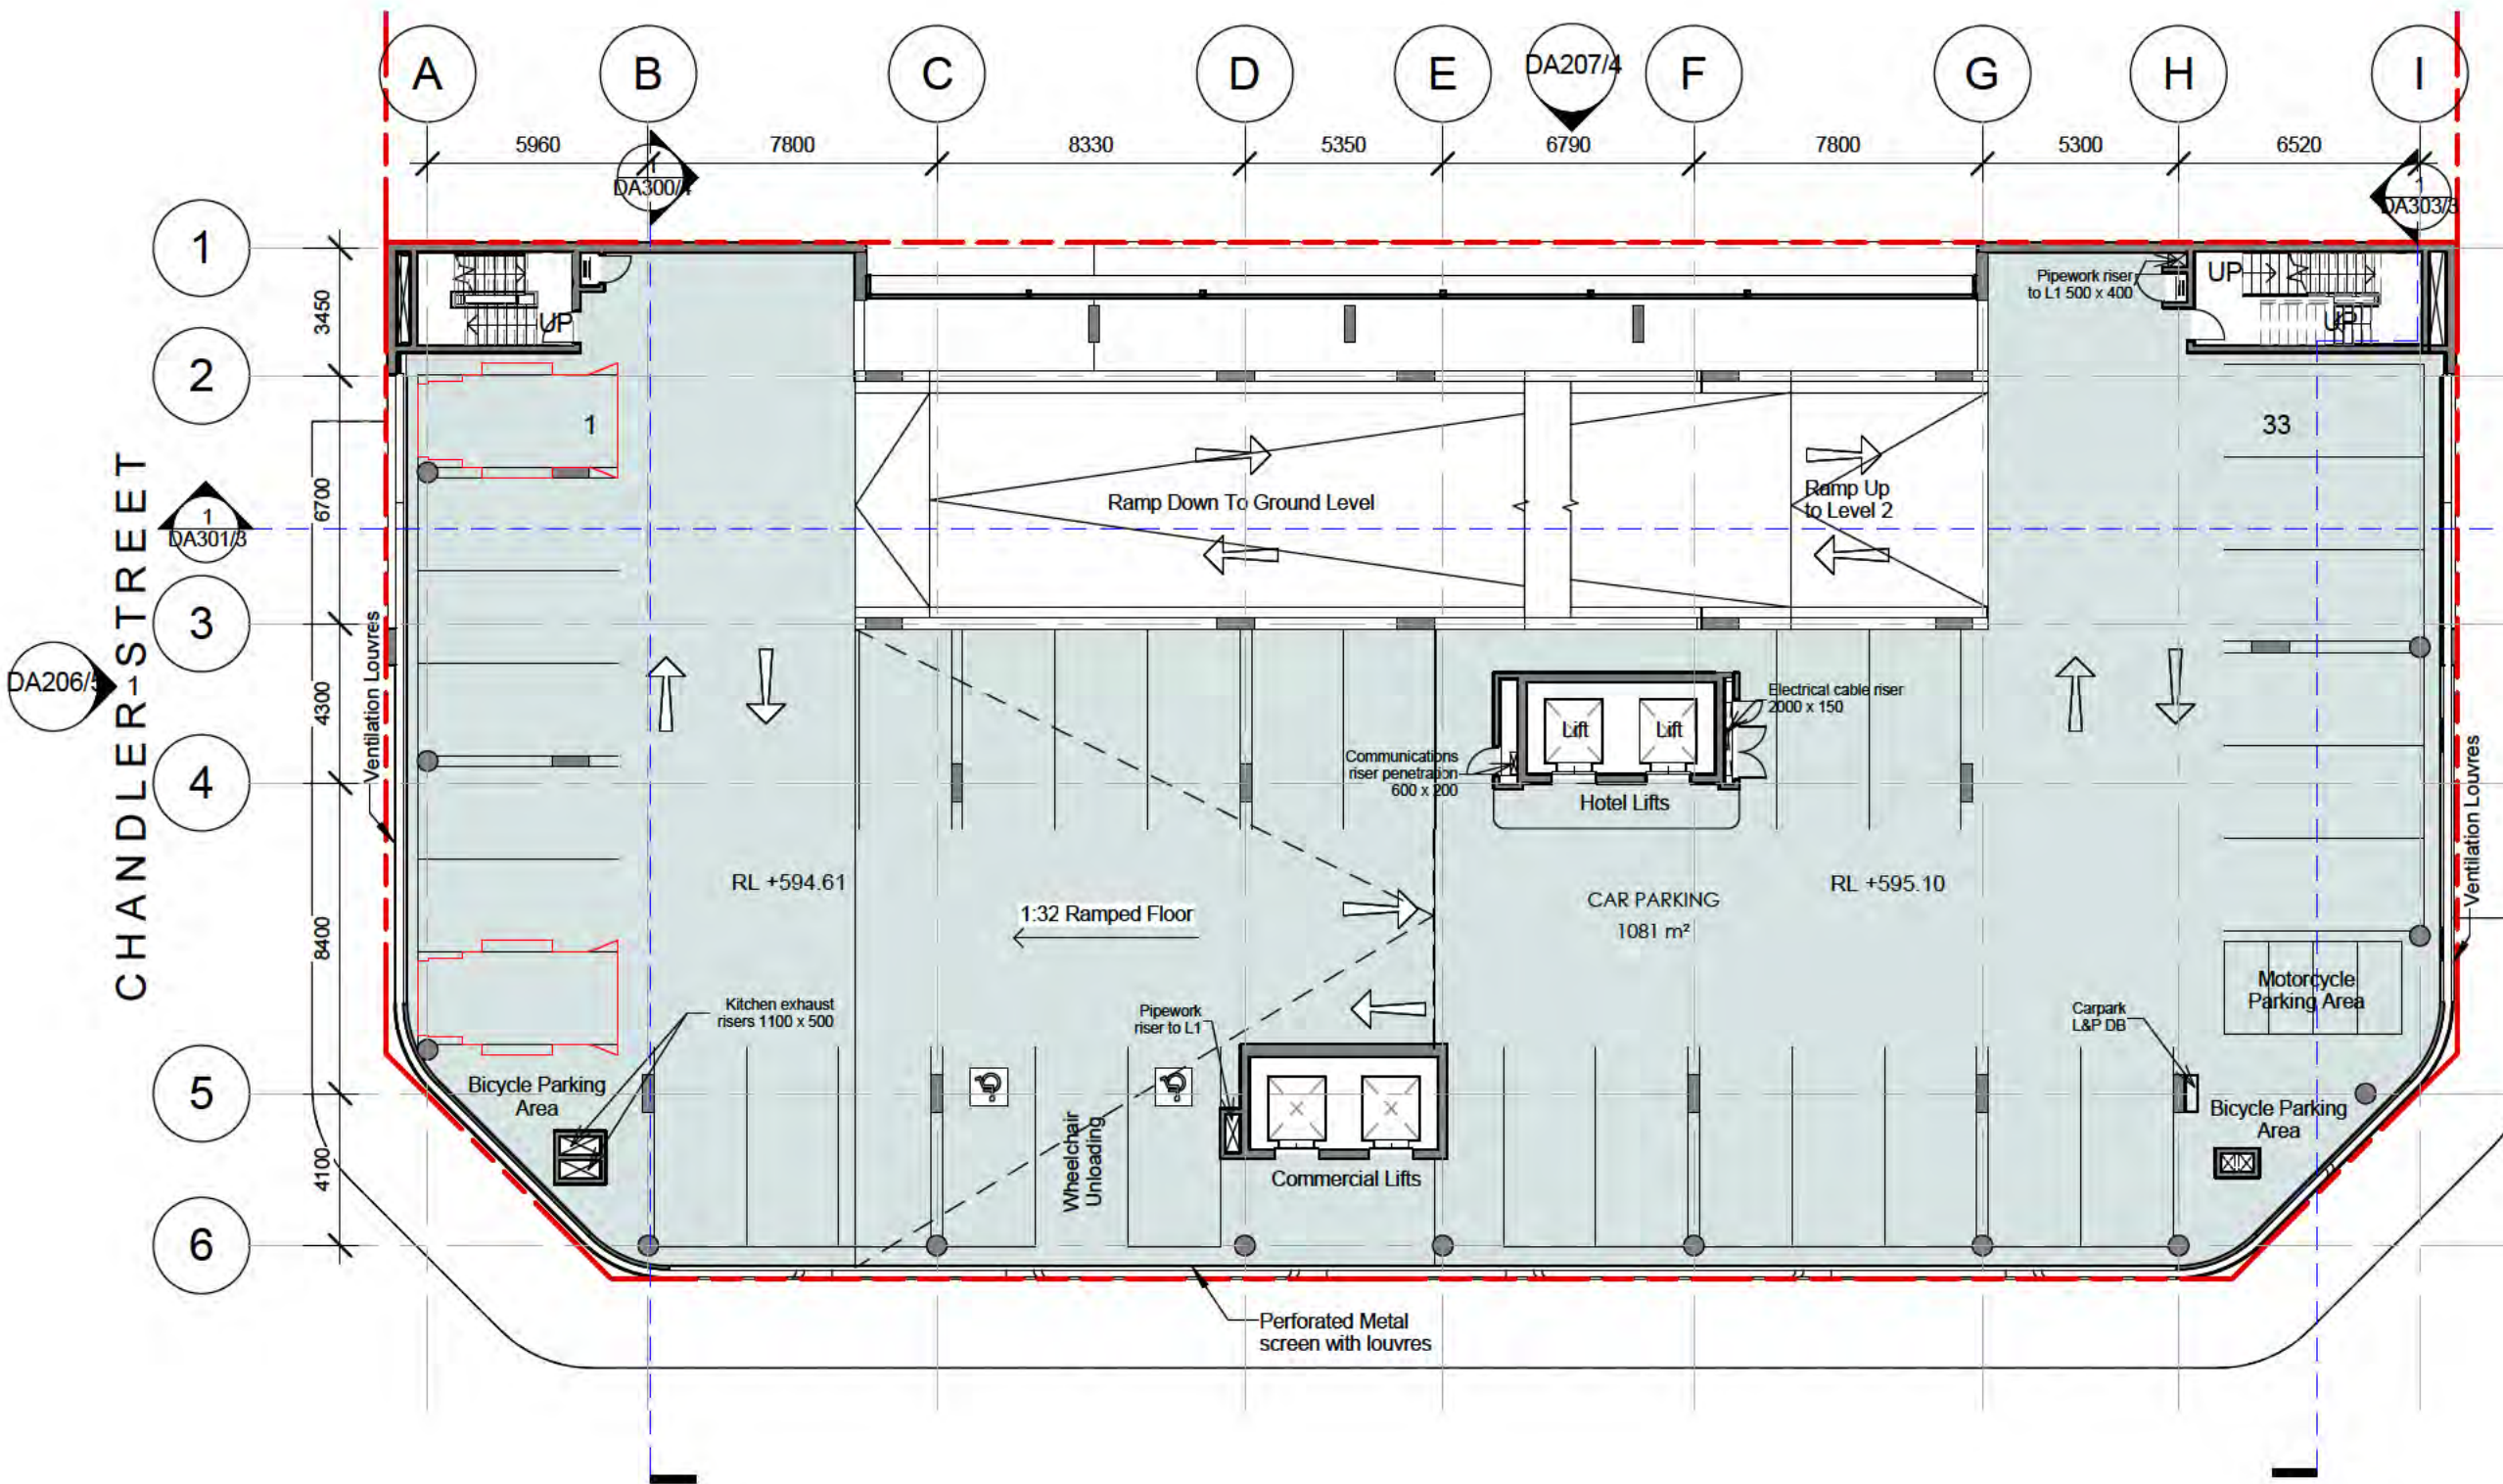 A
B
C
D
E
DA207/4
F
G
H
I
5960
7800
8330
5350
6790
7800
5300
6520
1
DA300/4
1
DA303/3
1
2
3
4
5
6
3450
6700
4300
8400
4100
CHANDLER STREET
1
DA301/3
1
Ventilation Louvres
UP
1
Pipework riser
to L1 500 x 400
UP
UP
33
Ramp Down To Ground Level
Ramp Up
to Level 2
Electrical cable riser
2000 x 150
Lift
Lift
Communications
riser penetration
600 x 200
Hotel Lifts
RL +594.61
1:32 Ramped Floor
CAR PARKING
1081 m²
RL +595.10
Ventilation Louvres
Motorcycle
Parking Area
Kitchen exhaust
risers 1100 x 500
Pipework
riser to L1
Carpark
L&P DB
Bicycle Parking
Area
Wheelchair
Unloading
Commercial Lifts
Bicycle Parking
Area
Perforated Metal
screen with louvres